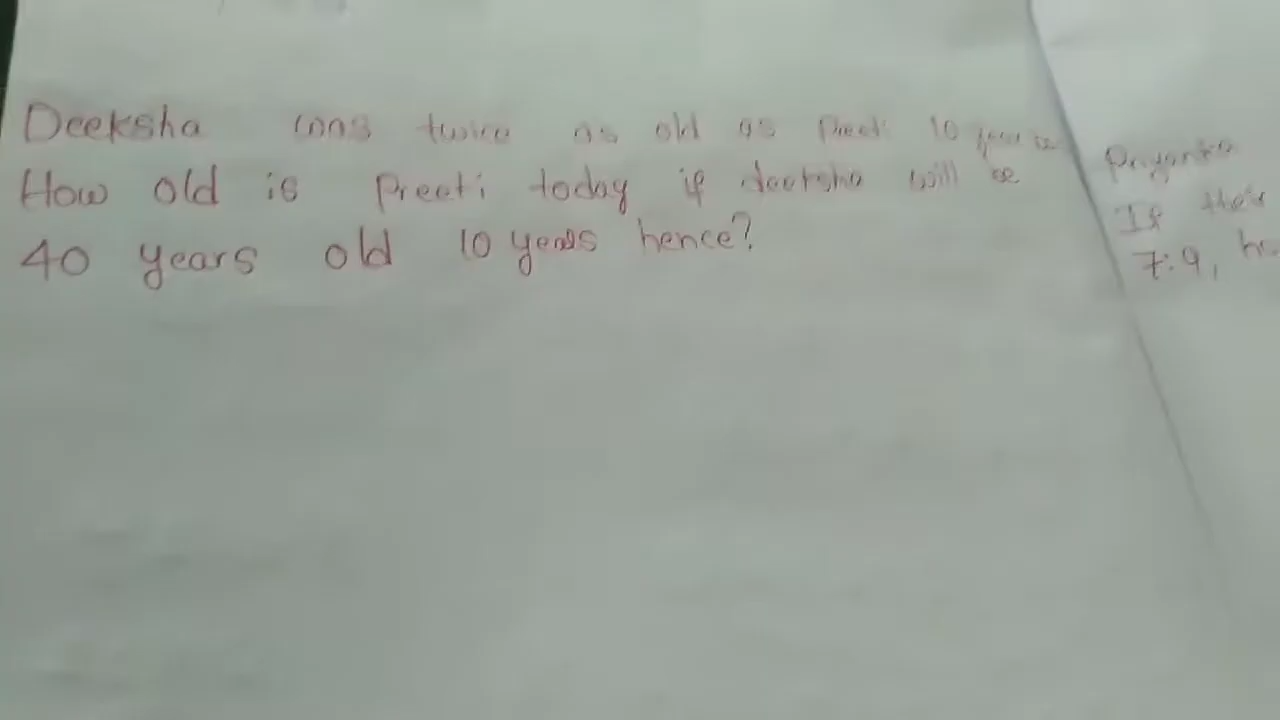 Deeksha was twice as old as Preeti 10 years
How old is Preeti today if deeksha will be
40 years old 10 years hence?
Priyanka
If their
7:9,